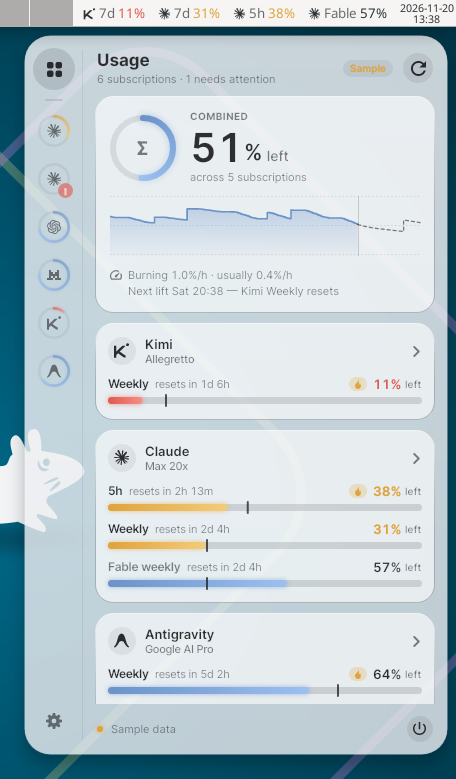 7d 11% 7d 31% 5h 38% Fable 57% 2026-11-20
13:38
Usage
6 subscriptions · 1 needs attention
Sample
COMBINED
Σ
51% left
across 5 subscriptions
!
Burning 1.0%/h · usually 0.4%/h
Next lift Sat 20:38 — Kimi Weekly resets
Kimi
Allegretto
Weekly resets in 1d 6h 11% left
Claude
Max 20x
5h resets in 2h 13m 38% left
Weekly resets in 2d 4h 31% left
Fable weekly resets in 2d 4h 57% left
Antigravity
Google AI Pro
Weekly resets in 5d 2h 64% left
Sample data